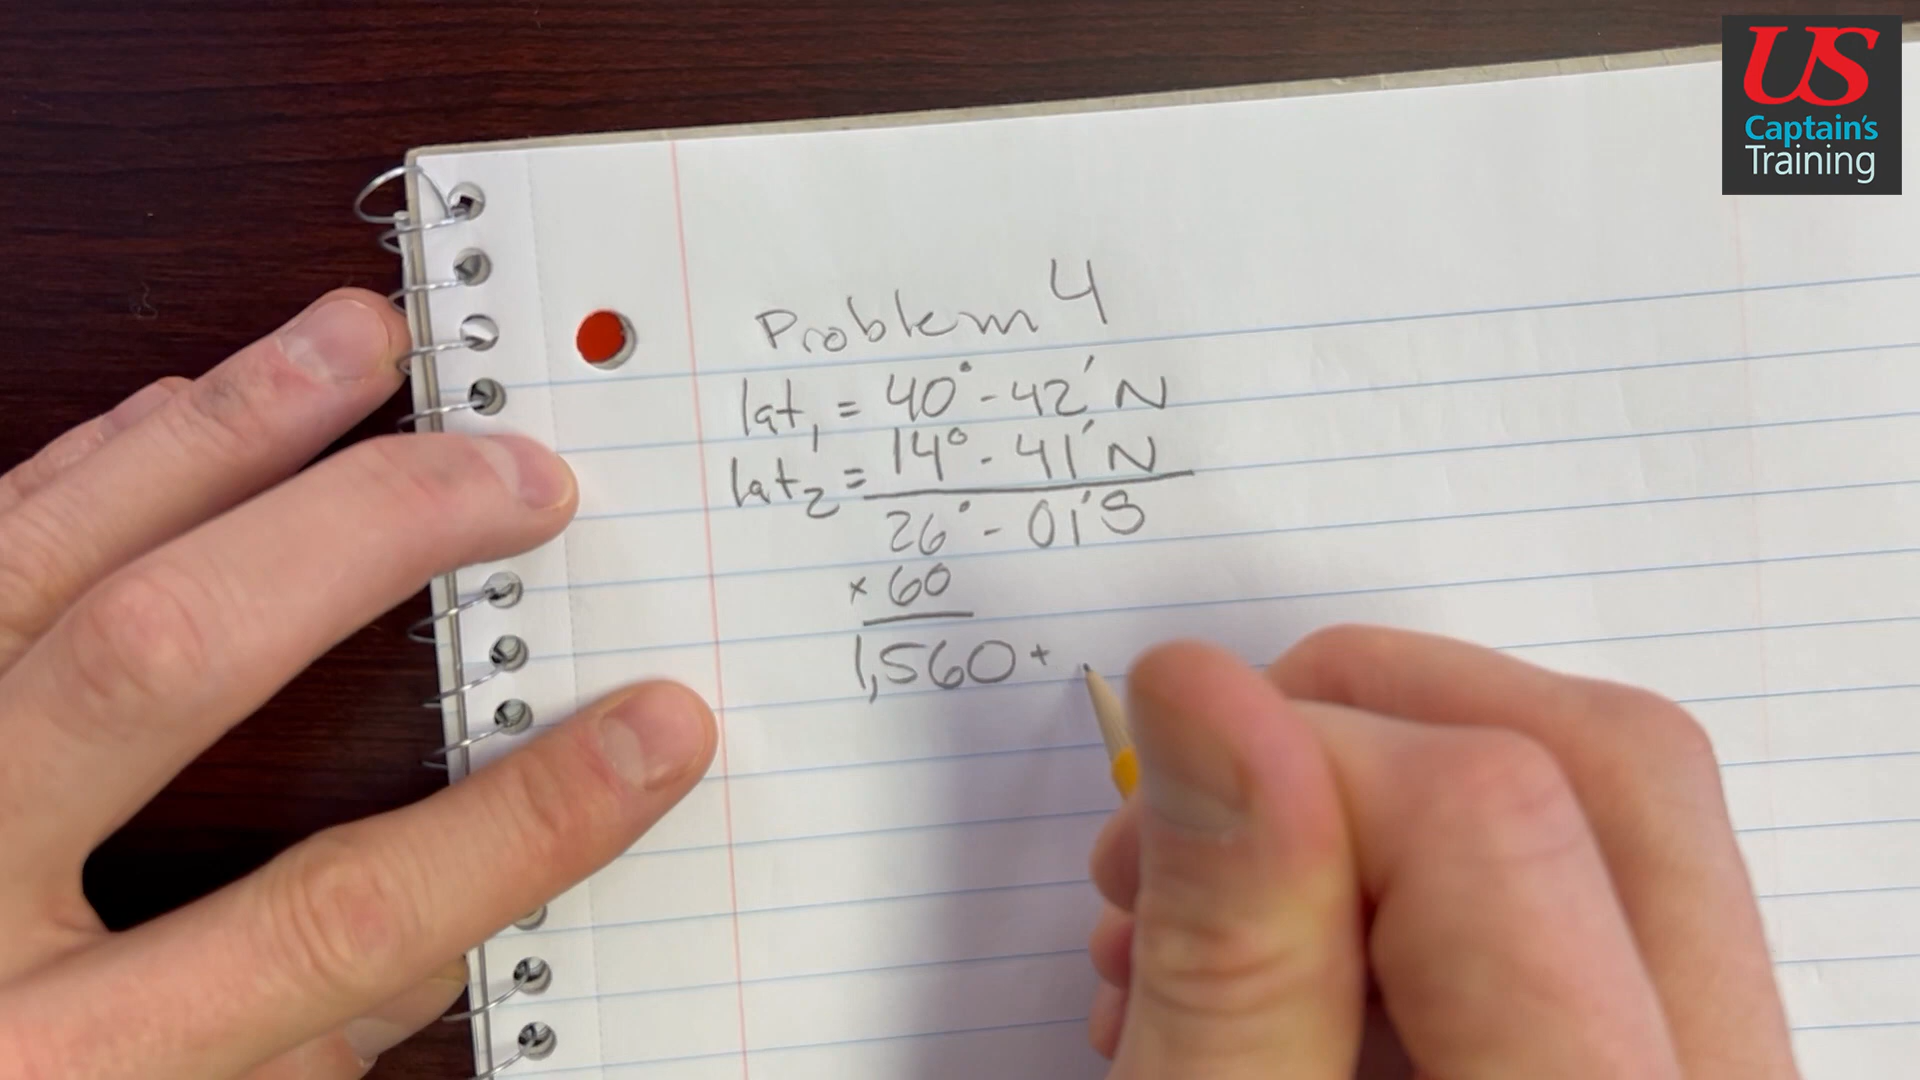 US
Captain's
Training
Problem 4
lat₁ = 40° - 42' N
lat₂ = 14° - 41' N
26° - 01' S
× 60
1,560 +